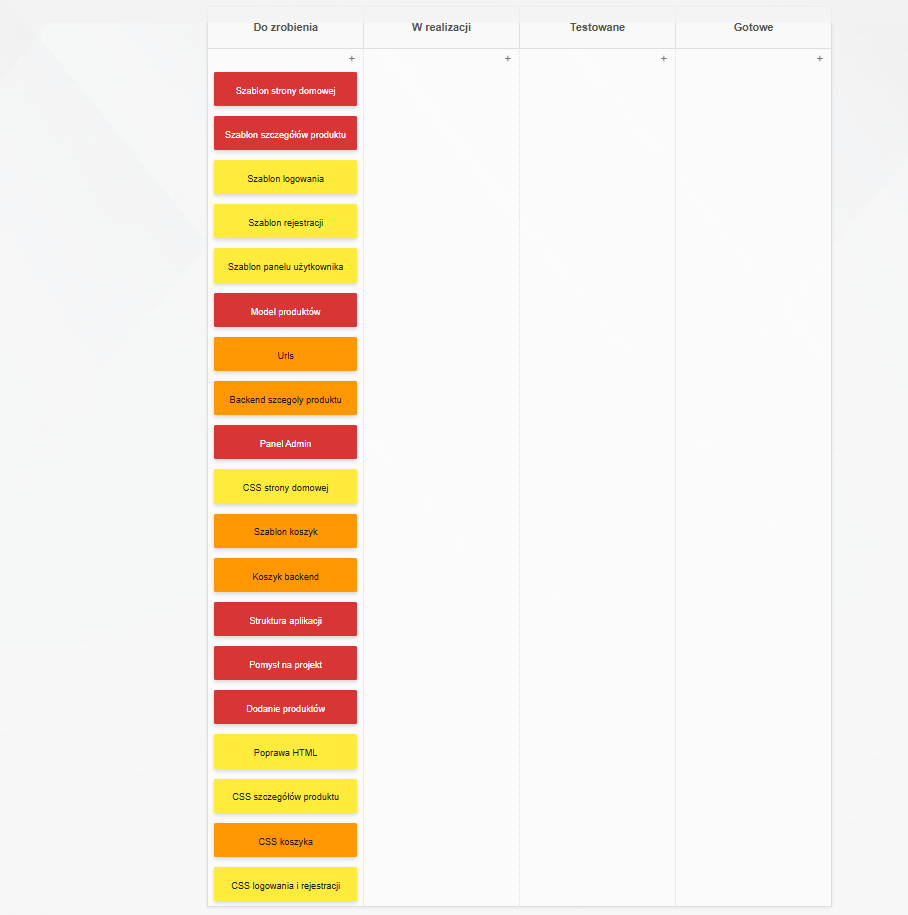 Do zrobienia
W realizacji
Testowane
Gotowe
+
+
+
+
Szablon strony domowej
Szablon szczegółów produktu
Szablon logowania
Szablon rejestracji
Szablon panelu użytkownika
Model produktów
Urls
Backend szcegoly produktu
Panel Admin
CSS strony domowej
Szablon koszyk
Koszyk backend
Struktura aplikacji
Pomysł na projekt
Dodanie produktów
Poprawa HTML
CSS szczegółów produktu
CSS koszyka
CSS logowania i rejestracji